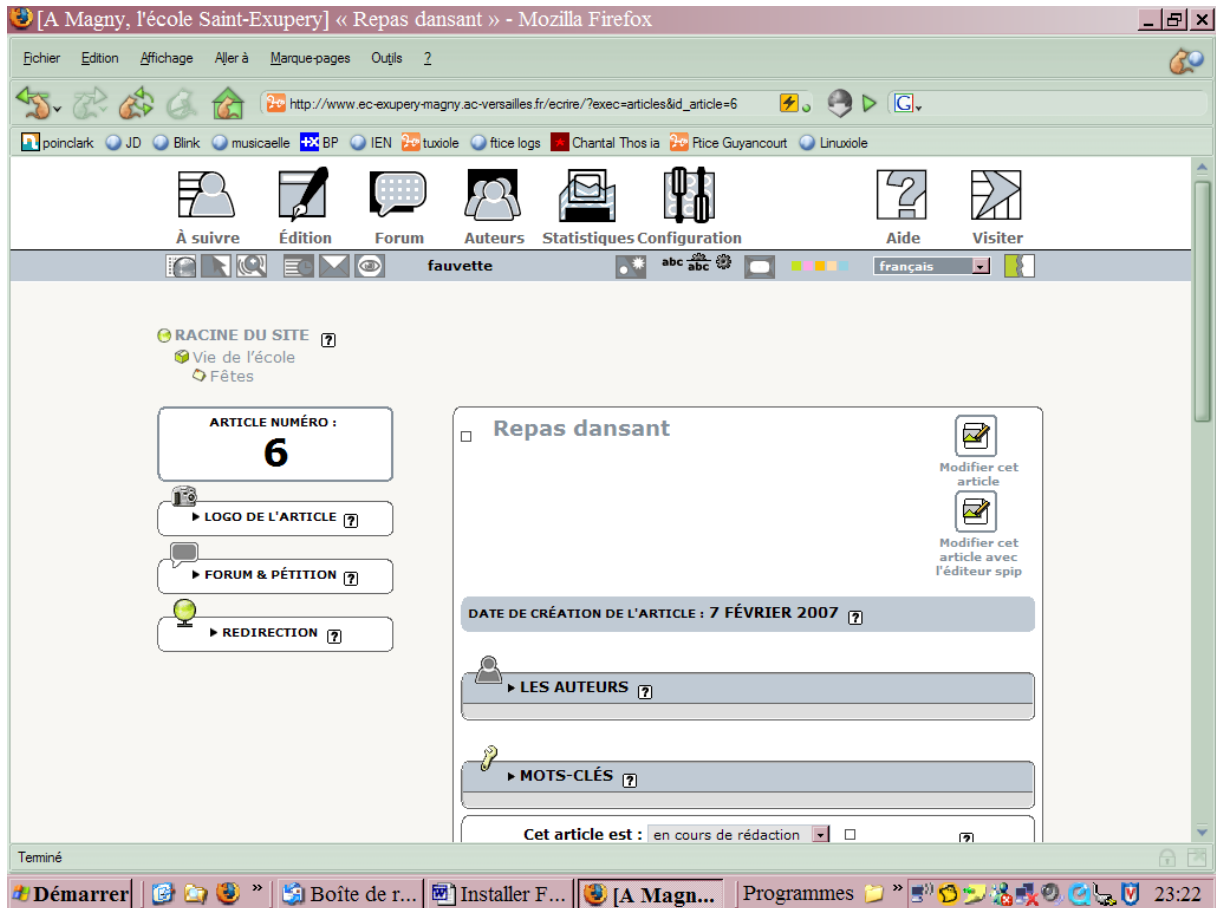 [A Magny, l'école Saint-Exupery] « Repas dansant » - Mozilla Firefox
Fichier Edition Affichage Aller à Marque-pages Outils ?
http://www.ec-exupery-magny.ac-versailles.fr/ecrire/?exec=articles&id_article=6 G
poinclark JD Blink musicaelle BP IEN tuxiole ftice logs Chantal Thos ia Ftice Guyancourt Linuxiole
À suivre Édition Forum Auteurs Statistiques Configuration Aide Visiter
fauvette abc abc français
RACINE DU SITE ?
Vie de l'école
Fêtes
ARTICLE NUMÉRO :
6
LOGO DE L'ARTICLE ?
FORUM & PÉTITION ?
REDIRECTION ?
Repas dansant
Modifier cet
article
Modifier cet
article avec
l'éditeur spip
DATE DE CRÉATION DE L'ARTICLE : 7 FÉVRIER 2007 ?
LES AUTEURS ?
MOTS-CLÉS ?
Cet article est : en cours de rédaction ?
Terminé
Démarrer » Boîte de r... Installer F... [A Magn... Programmes » 23:22